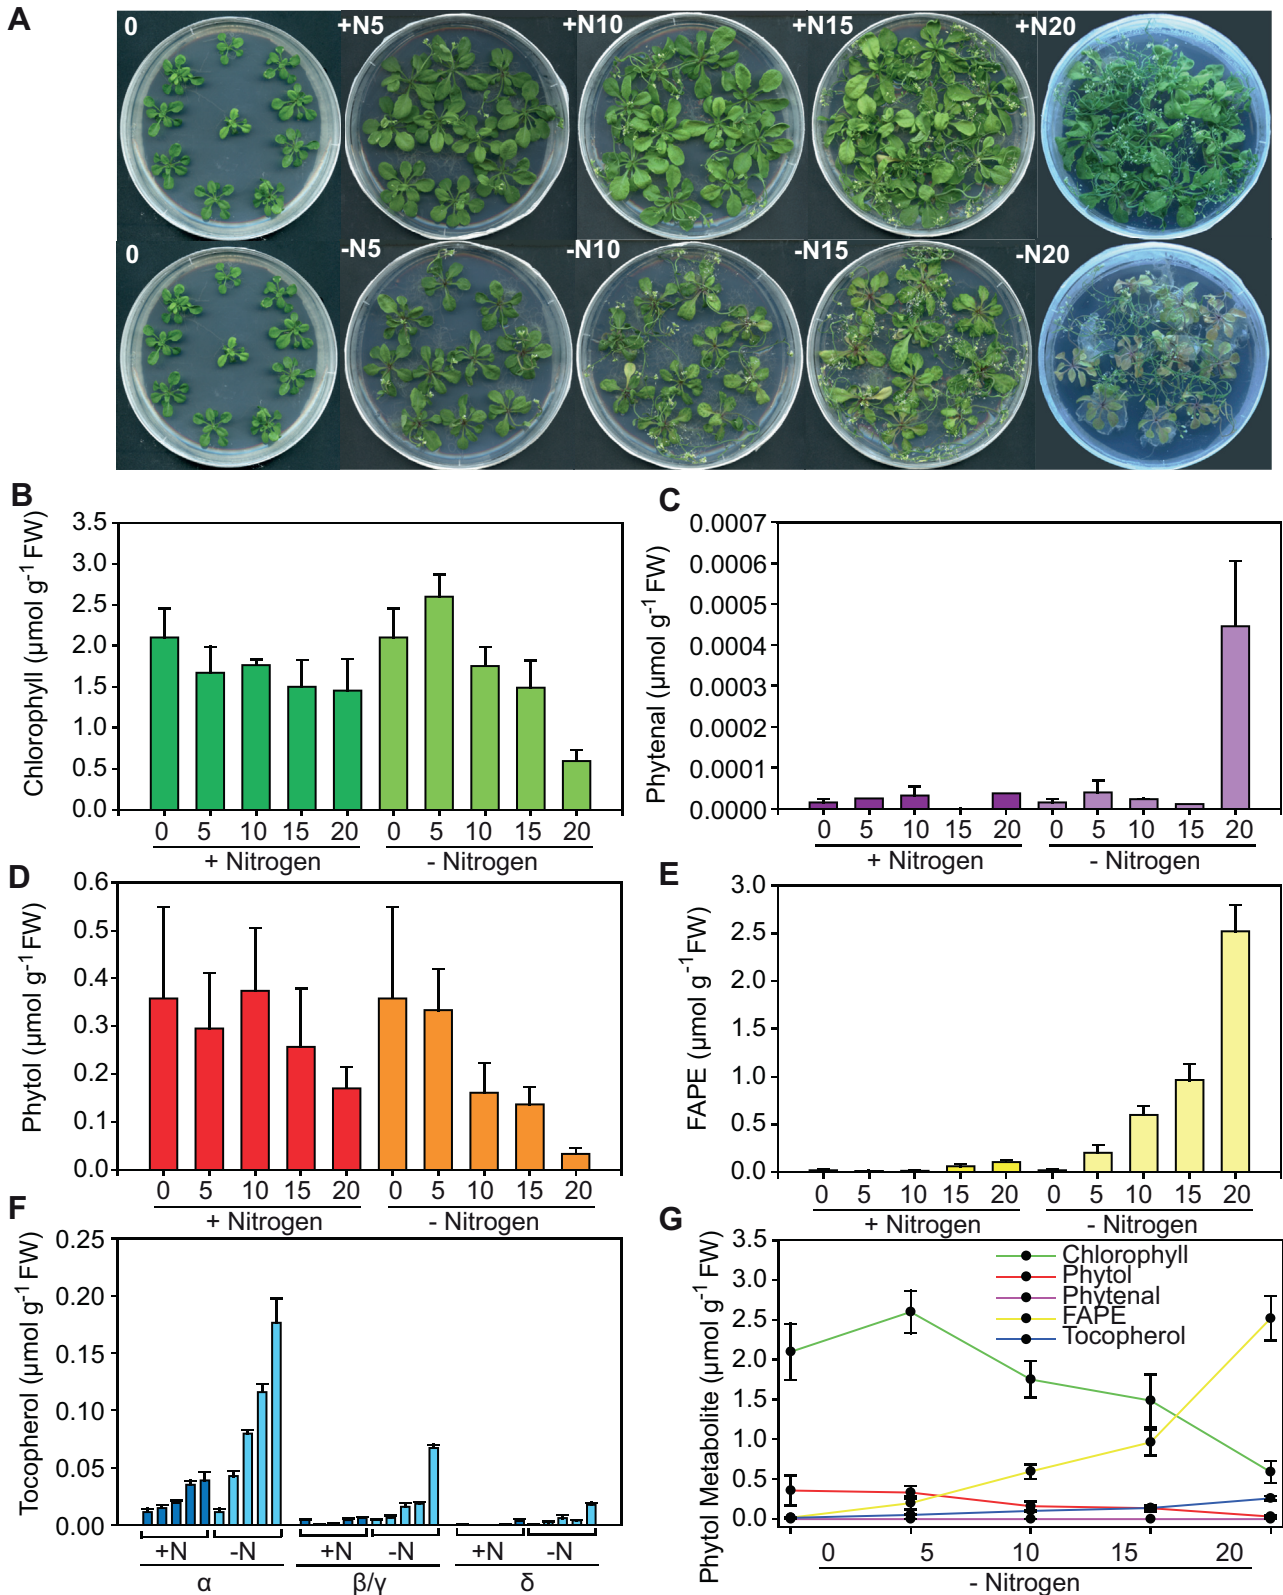 A
0 +N5 +N10 +N15 +N20
0 -N5 -N10 -N15 -N20
B
Chlorophyll (µmol g-1 FW)
3.5
3.0
2.5
2.0
1.5
1.0
0.5
0.0
0 5 10 15 20 0 5 10 15 20
+ Nitrogen - Nitrogen
C
Phytenal (µmol g-1 FW)
0.0007
0.0006
0.0005
0.0004
0.0003
0.0002
0.0001
0.0000
0 5 10 15 20 0 5 10 15 20
+ Nitrogen - Nitrogen
D
Phytol (µmol g-1 FW)
0.6
0.5
0.4
0.3
0.2
0.1
0.0
0 5 10 15 20 0 5 10 15 20
+ Nitrogen - Nitrogen
E
FAPE (µmol g-1FW)
3.0
2.5
2.0
1.5
1.0
0.5
0.0
0 5 10 15 20 0 5 10 15 20
+ Nitrogen - Nitrogen
F
Tocopherol (µmol g-1 FW)
0.25
0.20
0.15
0.10
0.05
0.00
+N -N +N -N +N -N
α β/γ δ
G
Phytol Metabolite (µmol g-1 FW)
3.5
3.0
2.5
2.0
1.5
1.0
0.5
0.0
Chlorophyll
Phytol
Phytenal
FAPE
Tocopherol
0 5 10 15 20
- Nitrogen